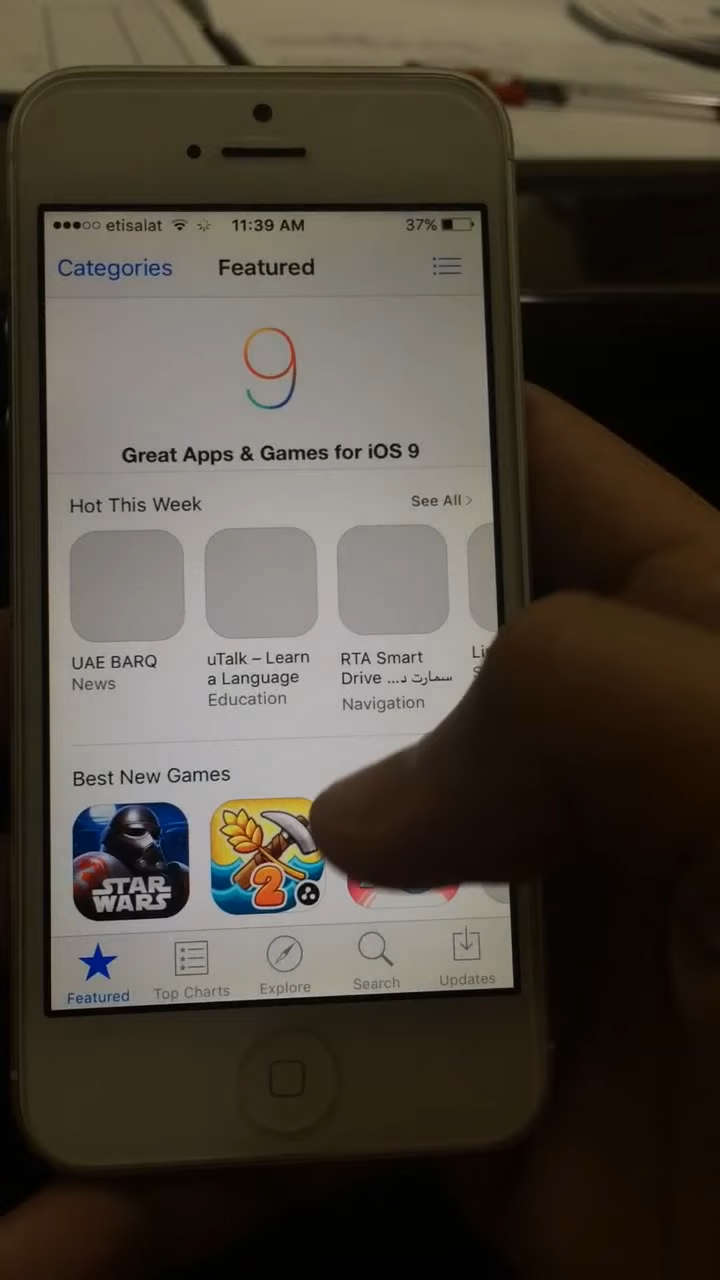 etisalat 11:39 AM 37%
Categories Featured
9
Great Apps & Games for iOS 9
Hot This Week See All >
UAE BARQ
News
uTalk – Learn
a Language
Education
RTA Smart
Drive ...سمارت د
Navigation
Li
Best New Games
STAR
WARS
2
Featured Top Charts Explore Search Updates